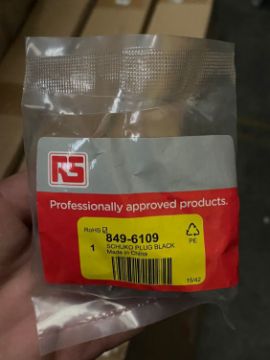 RS
Professionally approved products.
RoHS
849-6109
1 SCHUKO PLUG BLACK
Made in China
PE
15/42